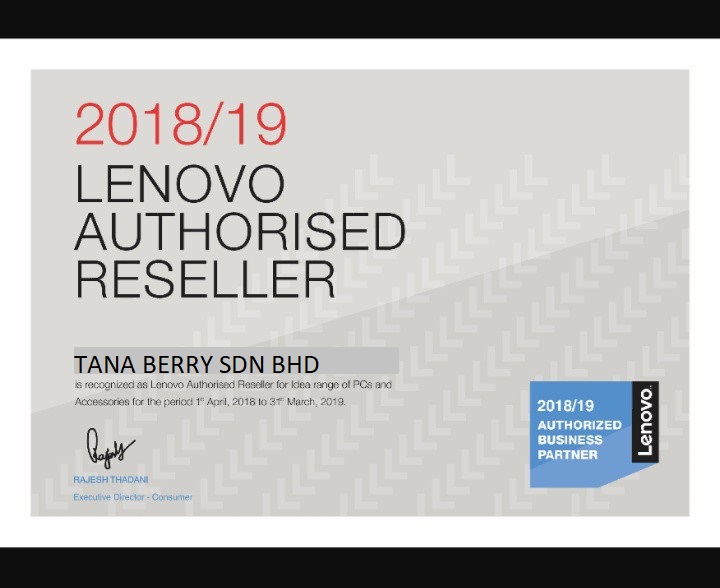 2018/19
LENOVO
AUTHORISED
RESELLER
TANA BERRY SDN BHD
is recognized as Lenovo Authorised Reseller for Idea range of PCs and
Accessories for the period 1st April, 2018 to 31st March, 2019.
RAJESH THADANI
Executive Director - Consumer
2018/19
AUTHORIZED
BUSINESS
PARTNER
Lenovo